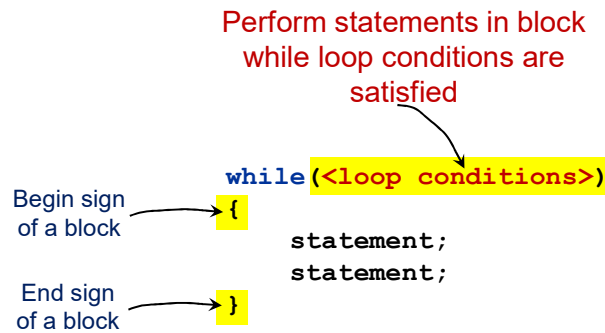 Perform statements in block
while loop conditions are
satisfied
while(<loop conditions>)
Begin sign
of a block
{
statement;
statement;
End sign
of a block
}